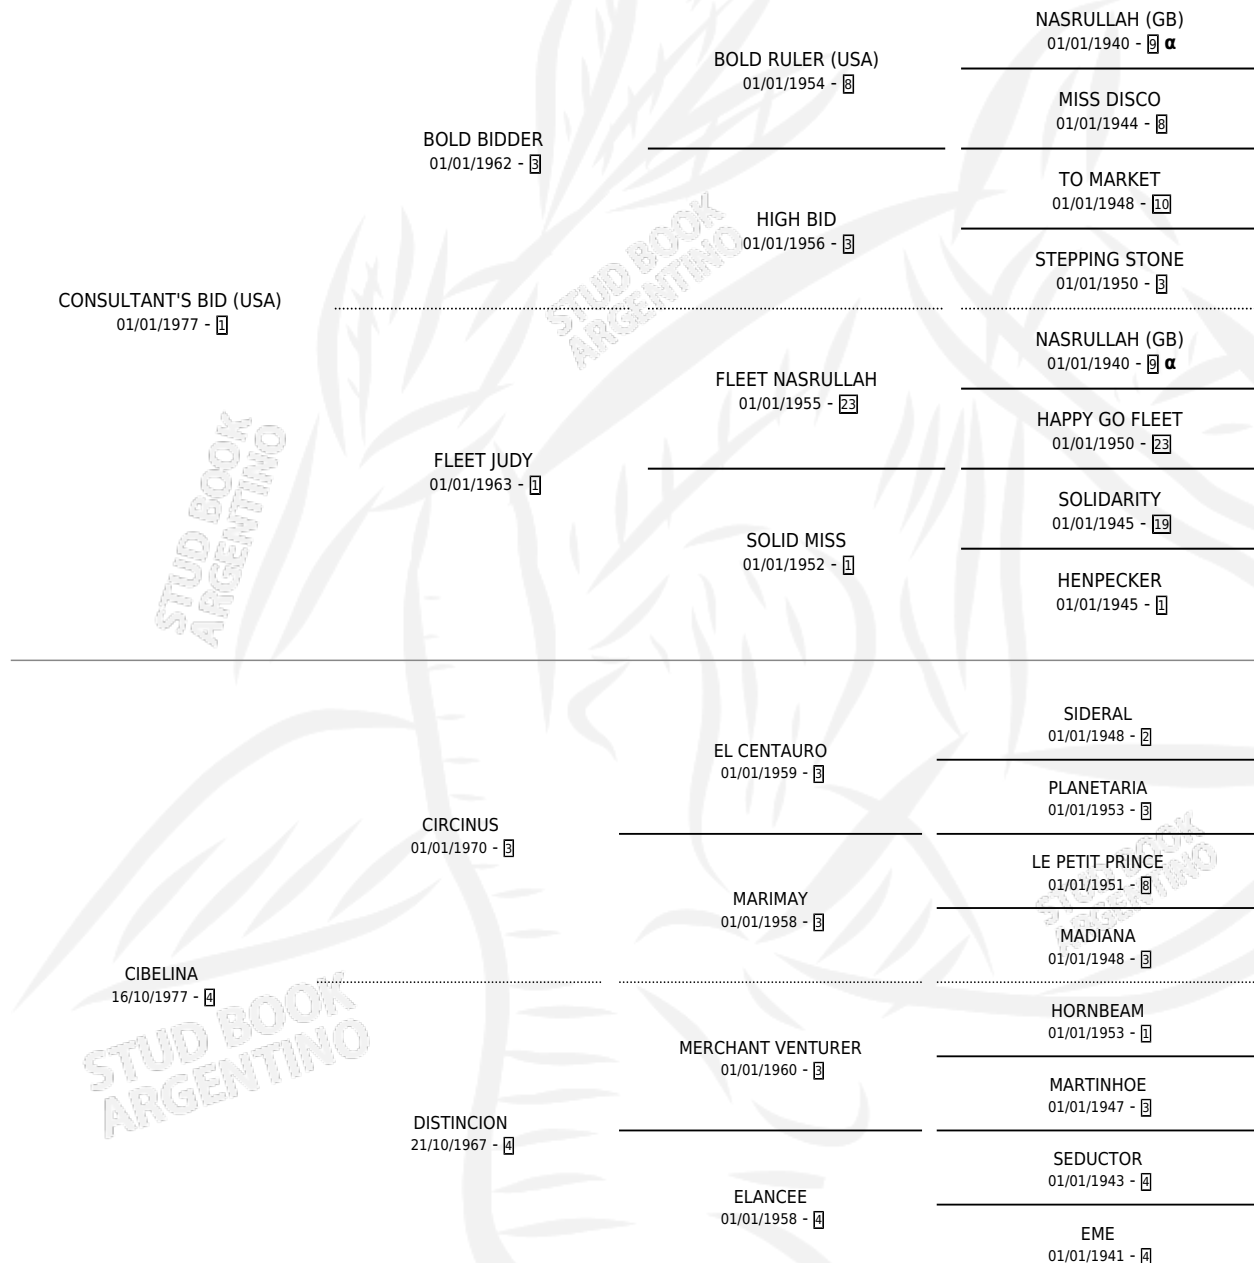 NASRULLAH (GB)
01/01/1940 - 9 α
BOLD RULER (USA)
01/01/1954 - 8
MISS DISCO
01/01/1944 - 8
BOLD BIDDER
01/01/1962 - 3
TO MARKET
01/01/1948 - 10
HIGH BID
01/01/1956 - 3
STEPPING STONE
01/01/1950 - 3
CONSULTANT'S BID (USA)
01/01/1977 - 1
NASRULLAH (GB)
01/01/1940 - 9 α
FLEET NASRULLAH
01/01/1955 - 23
HAPPY GO FLEET
01/01/1950 - 23
FLEET JUDY
01/01/1963 - 1
SOLIDARITY
01/01/1945 - 19
SOLID MISS
01/01/1952 - 1
HENPECKER
01/01/1945 - 1
SIDERAL
01/01/1948 - 2
EL CENTAURO
01/01/1959 - 3
PLANETARIA
01/01/1953 - 3
CIRCINUS
01/01/1970 - 3
LE PETIT PRINCE
01/01/1951 - 8
MARIMAY
01/01/1958 - 3
MADIANA
01/01/1948 - 3
CIBELINA
16/10/1977 - 4
HORNBEAM
01/01/1953 - 1
MERCHANT VENTURER
01/01/1960 - 3
MARTINHOE
01/01/1947 - 3
DISTINCION
21/10/1967 - 4
SEDUCTOR
01/01/1943 - 4
ELANCEE
01/01/1958 - 4
EME
01/01/1941 - 4
STUD BOOK
ARGENTINO
STUD BOOK
ARGENTINO
STUD BOOK
ARGENTINO
STUD BOOK
ARGENTINO